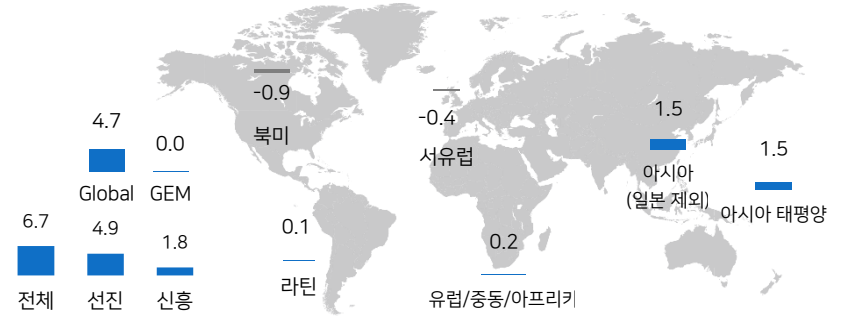 -0.9
북미
-0.4
서유럽
1.5
아시아
(일본 제외)
1.5
아시아 태평양
4.7
Global
0.0
GEM
6.7
전체
4.9
선진
1.8
신흥
0.1
라틴
0.2
유럽/중동/아프리카